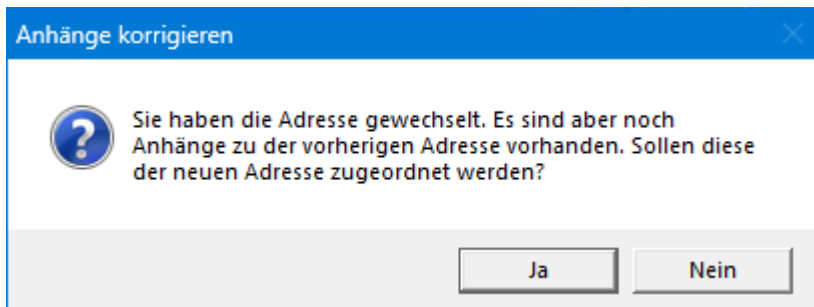 Anhänge korrigieren
Sie haben die Adresse gewechselt. Es sind aber noch
Anhänge zu der vorherigen Adresse vorhanden. Sollen diese
der neuen Adresse zugeordnet werden?
Ja
Nein